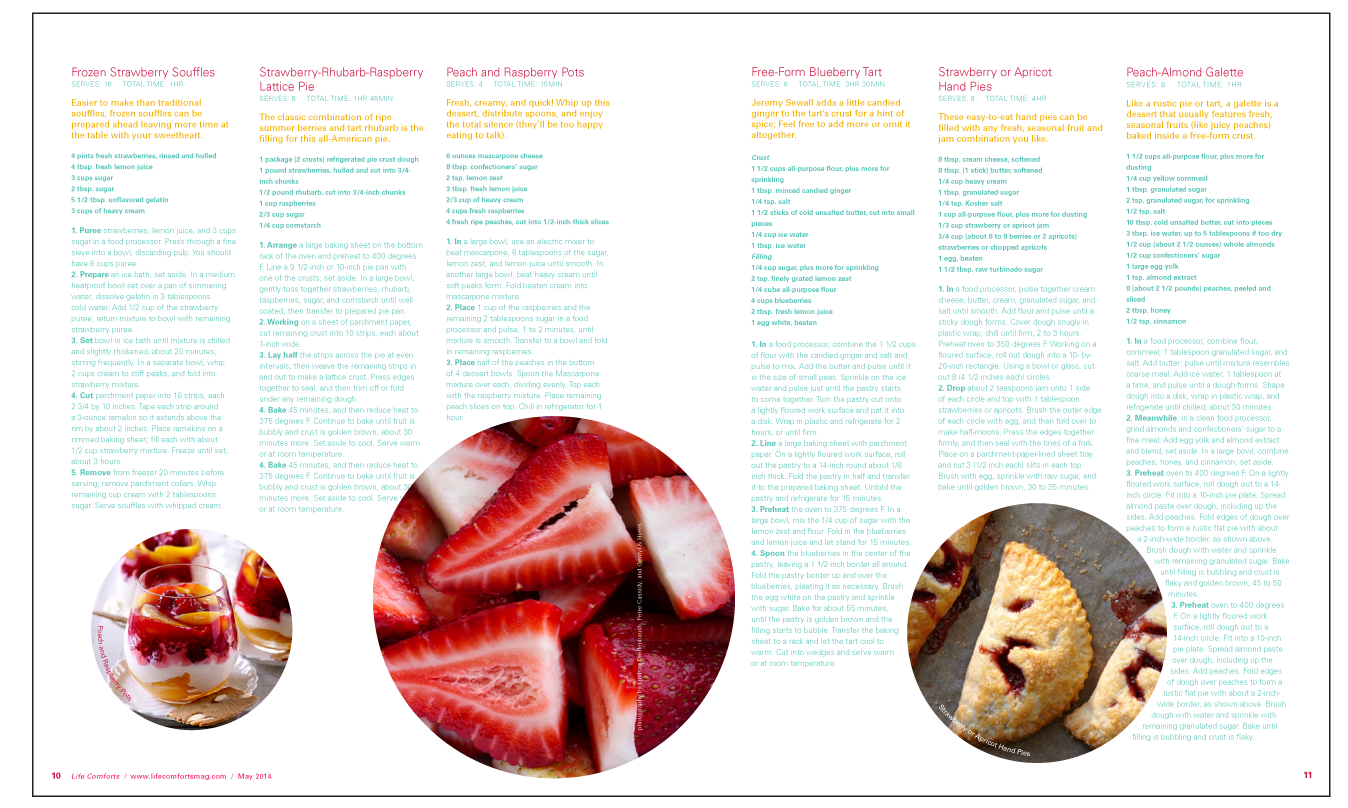 Frozen Strawberry Souffles
SERVES: 16 TOTAL TIME: 1HR
Easier to make than traditional
souffles, frozen souffles can be
prepared ahead leaving more time at
the table with your sweetheart.
4 pints fresh strawberries, rinsed and hulled
4 tbsp. fresh lemon juice
3 cups sugar
2 tbsp. sugar
5 1/2 tbsp. unflavored gelatin
3 cups of heavy cream
1. Puree strawberries, lemon juice, and 3 cups
sugar in a food processor. Press through a fine
sieve into a bowl, discarding pulp. You should
have 6 cups puree.
2. Prepare an ice bath; set aside. In a medium
heatproof bowl set over a pan of simmering
water, dissolve gelatin in 3 tablespoons
cold water. Add 1/2 cup of the strawberry
puree; return mixture to bowl with remaining
strawberry puree.
3. Set bowl in ice bath until mixture is chilled
and slightly thickened, about 20 minutes,
stirring frequently. In a separate bowl, whip
2 cups cream to stiff peaks, and fold into
strawberry mixture.
4. Cut parchment paper into 16 strips, each
2 3/4 by 10 inches. Tape each strip around
a 3-ounce ramekin so it extends above the
rim by about 2 inches. Place ramekins on a
rimmed baking sheet; fill each with about
1/2 cup strawberry mixture. Freeze until set,
about 3 hours.
5. Remove from freezer 20 minutes before
serving; remove parchment collars. Whip
remaining cup cream with 2 tablespoons
sugar. Serve souffles with whipped cream.
Peach and Raspberry Pots
Strawberry-Rhubarb-Raspberry
Lattice Pie
SERVES: 8 TOTAL TIME: 1HR 45MIN
The classic combination of ripe
summer berries and tart rhubarb is the
filling for this all-American pie.
1 package (2 crusts) refrigerated pie crust dough
1 pound strawberries, hulled and cut into 3/4-
inch chunks
1/2 pound rhubarb, cut into 3/4-inch chunks
1 cup raspberries
2/3 cup sugar
1/4 cup cornstarch
1. Arrange a large baking sheet on the bottom
rack of the oven and preheat to 400 degrees
F. Line a 9 1/2-inch or 10-inch pie pan with
one of the crusts; set aside. In a large bowl,
gently toss together strawberries, rhubarb,
raspberries, sugar, and cornstarch until well
coated, then transfer to prepared pie pan.
2. Working on a sheet of parchment paper,
cut remaining crust into 10 strips, each about
1-inch wide.
3. Lay half the strips across the pie at even
intervals, then weave the remaining strips in
and out to make a lattice crust. Press edges
together to seal, and then trim off or fold
under any remaining dough
4. Bake 45 minutes, and then reduce heat to
375 degrees F. Continue to bake until fruit is
bubbly and crust is golden brown, about 30
minutes more. Set aside to cool. Serve warm
or at room temperature.
4. Bake 45 minutes, and then reduce heat to
375 degrees F. Continue to bake until fruit is
bubbly and crust is golden brown, about 30
minutes more. Set aside to cool. Serve
or at room temperature.
Peach and Raspberry Pots
SERVES: 4 TOTAL TIME: 15MIN
Fresh, creamy, and quick! Whip up this
dessert, distribute spoons, and enjoy
the total silence (they'll be too happy
eating to talk).
6 ounces mascarpone cheese
8 tbsp. confectioners' sugar
2 tsp. lemon zest
3 tbsp. fresh lemon juice
2/3 cup of heavy cream
4 cups fresh raspberries
4 fresh ripe peaches, cut into 1/2-inch-thick slices
1. In a large bowl, use an electric mixer to
beat mascarpone, 6 tablespoons of the sugar,
lemon zest, and lemon juice until smooth. In
another large bowl, beat heavy cream until
soft peaks form. Fold beaten cream into
mascarpone mixture.
2. Place 1 cup of the raspberries and the
remaining 2 tablespoons sugar in a food
processor and pulse, 1 to 2 minutes, until
mixture is smooth. Transfer to a bowl and fold
in remaining raspberries.
3. Place half of the peaches in the bottom
of 4 dessert bowls. Spoon the Mascarpone
mixture over each, dividing evenly. Top each
with the raspberry mixture. Place remaining
peach slices on top. Chill in refrigerator for 1
hour.
Free-Form Blueberry Tart
SERVES: 8 TOTAL TIME: 3HR 30MIN
Jeremy Sewall adds a little candied
ginger to the tart's crust for a hint of
spice; Feel free to add more or omit it
altogether.
Crust
1 1/2 cups all-purpose flour, plus more for
sprinkling
1 tbsp. minced candied ginger
1/4 tsp. salt
1 1/2 sticks of cold unsalted butter, cut into small
pieces
1/4 cup ice water
1 tbsp. ice water
Filling
1/4 cup sugar, plus more for sprinkling
2 tsp. finely grated lemon zest
1/4 cube all-purpose flour
4 cups blueberries
2 tbsp. fresh lemon juice
1 egg white, beaten
1. In a food processor, combine the 1 1/2 cups
of flour with the candied ginger and salt and
pulse to mix. Add the butter and pulse until it
is the size of small peas. Sprinkle on the ice
water and pulse just until the pastry starts
to come together. Turn the pastry out onto
a lightly floured work surface and pat it into
a disk. Wrap in plastic and refrigerate for 2
hours, or until firm.
2. Line a large baking sheet with parchment
paper. On a lightly floured work surface, roll
out the pastry to a 14-inch round about 1/8
inch thick. Fold the pastry in half and transfer
it to the prepared baking sheet. Unfold the
pastry and refrigerate for 15 minutes.
3. Preheat the oven to 375 degrees F. In a
large bowl, mix the 1/4 cup of sugar with the
lemon zest and flour. Fold in the blueberries
and lemon juice and let stand for 15 minutes.
4. Spoon the blueberries in the center of the
pastry, leaving a 1 1/2-inch border all around.
Fold the pastry border up and over the
blueberries, pleating it as necessary. Brush
the egg white on the pastry and sprinkle
with sugar. Bake for about 55 minutes,
until the pastry is golden brown and the
filling starts to bubble. Transfer the baking
sheet to a rack and let the tart cool to
warm. Cut into wedges and serve warm
or at room temperature.
Strawberry or Apricot
Hand Pies
SERVES: 8 TOTAL TIME: 4HR
These easy-to-eat hand pies can be
filled with any fresh, seasonal fruit and
jam combination you like.
8 tbsp. cream cheese, softened
8 tbsp. (1 stick) butter, softened
1/4 cup heavy cream
1 tbsp. granulated sugar
1/4 tsp. Kosher salt
1 cup all-purpose flour, plus more for dusting
1/3 cup strawberry or apricot jam
3/4 cup (about 6 to 8 berries or 2 apricots)
strawberries or chopped apricots
1 egg, beaten
1 1/2 tbsp. raw turbinado sugar
1. In a food processor, pulse together cream
cheese, butter, cream, granulated sugar, and
salt until smooth. Add flour and pulse until a
sticky dough forms. Cover dough snugly in
plastic wrap; chill until firm, 2 to 3 hours.
Preheat oven to 350 degrees F. Working on a
floured surface, roll out dough into a 10- by-
20-inch rectangle. Using a bowl or glass, cut
out 8 (4 1/2 inches each) circles.
2. Drop about 2 teaspoons jam onto 1 side
of each circle and top with 1 tablespoon
strawberries or apricots. Brush the outer edge
of each circle with egg, and then fold over to
make half-moons. Press the edges together
firmly, and then seal with the tines of a fork.
Place on a parchment-paper-lined sheet tray
and cut 3 (1/2 inch each) slits in each top.
Brush with egg; sprinkle with raw sugar, and
bake until golden brown, 30 to 35 minutes.
Strawberry or Apricot Hand Pies
Peach-Almond Galette
SERVES: 8 TOTAL TIME: 1HR
Like a rustic pie or tart, a galette is a
dessert that usually features fresh,
seasonal fruits (like juicy peaches)
baked inside a free-form crust.
1 1/2 cups all-purpose flour, plus more for
dusting
1/4 cup yellow cornmeal
1 tbsp. granulated sugar
2 tsp. granulated sugar, for sprinkling
1/2 tsp. salt
10 tbsp. cold unsalted butter, cut into pieces
3 tbsp. ice water, up to 5 tablespoons if too dry
1/2 cup (about 2 1/2 ounces) whole almonds
1/2 cup confectioners' sugar
1 large egg yolk
1 tsp. almond extract
8 (about 2 1/2 pounds) peaches, peeled and
sliced
2 tbsp. honey
1/2 tsp. cinnamon
1. In a food processor, combine flour,
cornmeal, 1 tablespoon granulated sugar, and
salt. Add butter; pulse until mixture resembles
coarse meal. Add ice water, 1 tablespoon at
a time, and pulse until a dough forms. Shape
dough into a disk, wrap in plastic wrap, and
refrigerate until chilled, about 30 minutes.
2. Meanwhile, in a clean food processor,
grind almonds and confectioners' sugar to a
fine meal. Add egg yolk and almond extract
and blend; set aside. In a large bowl, combine
peaches, honey, and cinnamon; set aside.
3. Preheat oven to 400 degrees F. On a lightly
floured work surface, roll dough out to a 14-
inch circle. Fit into a 10-inch pie plate. Spread
almond paste over dough, including up the
sides. Add peaches. Fold edges of dough over
peaches to form a rustic flat pie with about
a 2-inch-wide border, as shown above.
Brush dough with water and sprinkle
with remaining granulated sugar. Bake
until filling is bubbling and crust is
flaky and golden brown, 45 to 50
minutes.
3. Preheat oven to 400 degrees
F. On a lightly floured work
surface, roll dough out to a
14-inch circle. Fit into a 10-inch
pie plate. Spread almond paste
over dough, including up the
sides. Add peaches. Fold edges
of dough over peaches to form a
rustic flat pie with about a 2-inch-
wide border, as shown above. Brush
dough with water and sprinkle with
remaining granulated sugar. Bake until
filling is bubbling and crust is flaky.
10 Life Comforts / www.lifecomfortsmag.com / May 2014
11